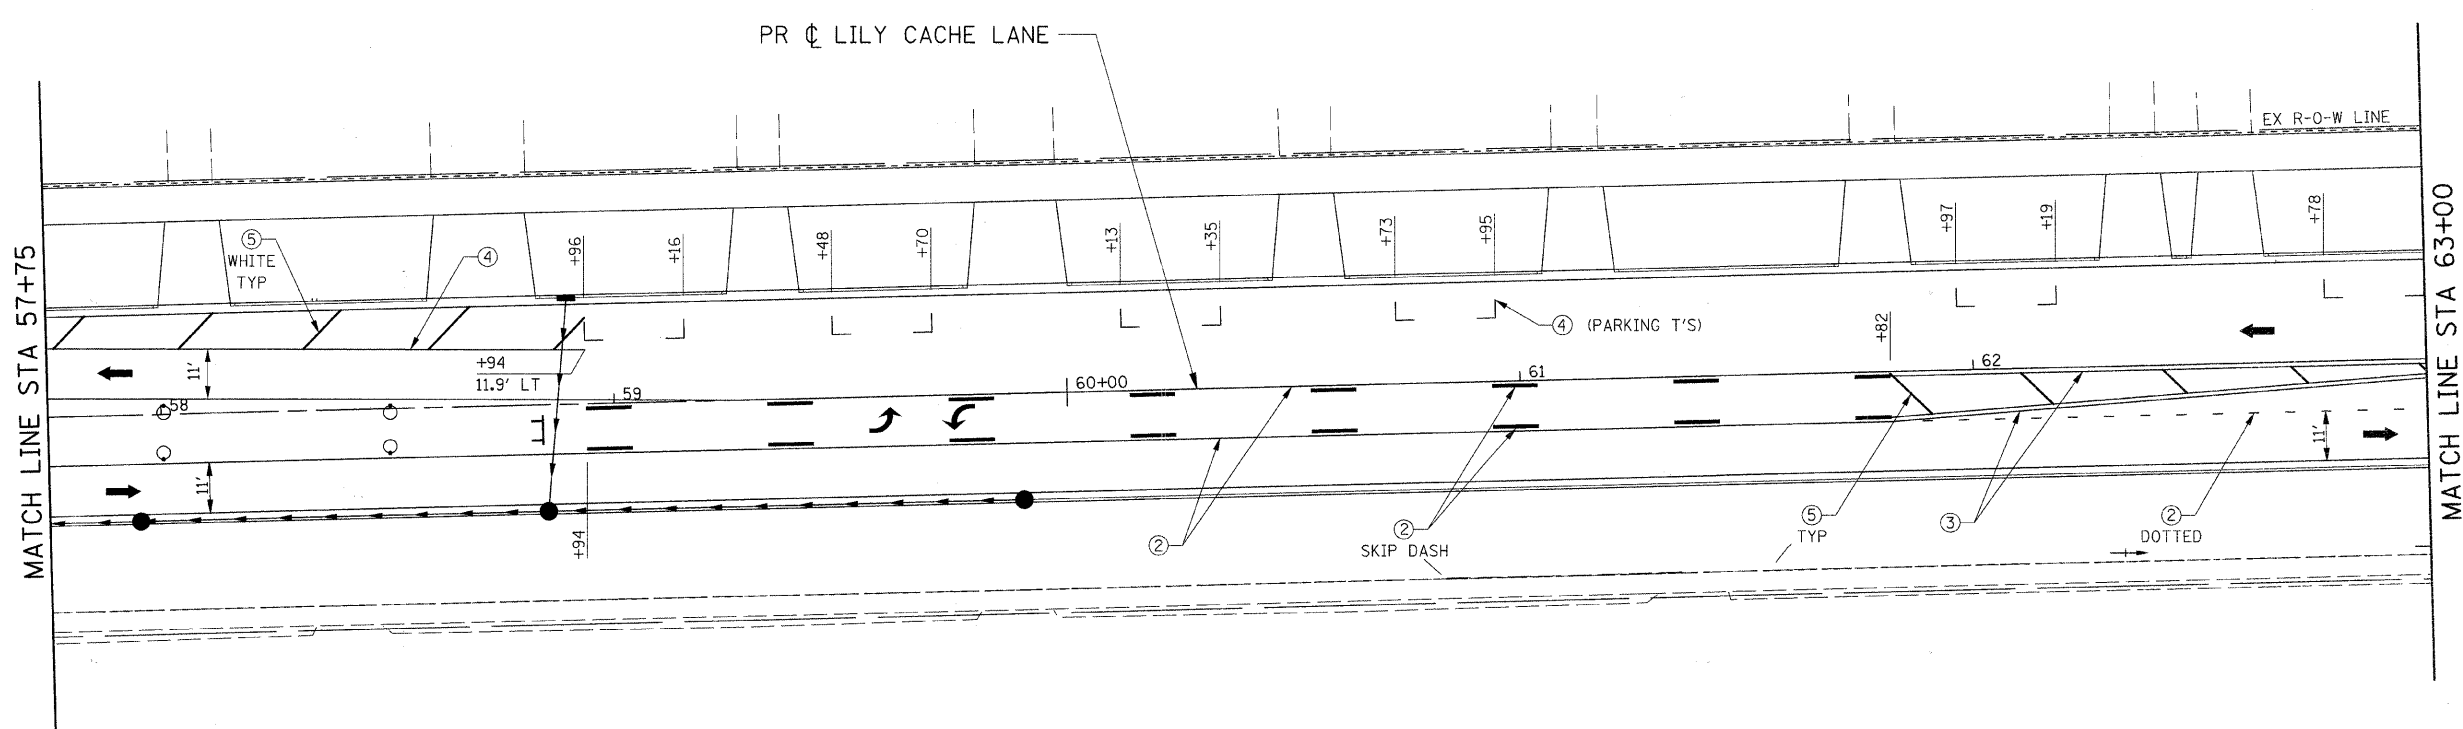 PR ℄ LILY CACHE LANE
EX R-O-W LINE
MATCH LINE STA 57+75
MATCH LINE STA 63+00
5
WHITE
TYP
4
+96
+16
+48
+70
+13
+35
+73
+95
+97
+19
+78
4 (PARKING T'S)
+82
11'
+94
11.9' LT
58
59
60+00
61
62
11'
11'
+94
2
2
SKIP DASH
5
TYP
3
2
DOTTED